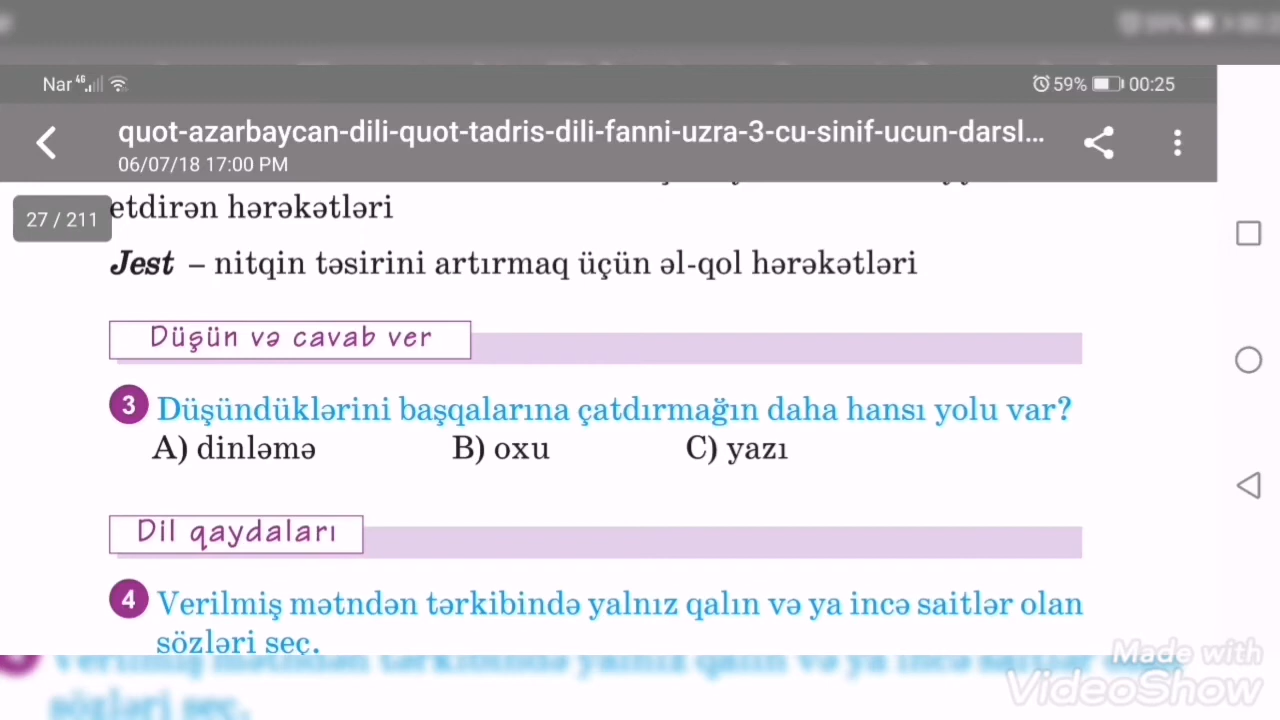 Nar 4G 59% 00:25
quot-azarbaycan-dili-quot-tadris-dili-fanni-uzra-3-cu-sinif-ucun-darsl...
06/07/18 17:00 PM
27 / 211
etdirən hərəkətləri
Jest – nitqin təsirini artırmaq üçün əl-qol hərəkətləri
Düşün və cavab ver
3 Düşündüklərini başqalarına çatdırmağın daha hansı yolu var?
A) dinləmə B) oxu C) yazı
Dil qaydaları
4 Verilmiş mətndən tərkibində yalnız qalın və ya incə saitlər olan
sözləri seç.
Made with
VideoShow